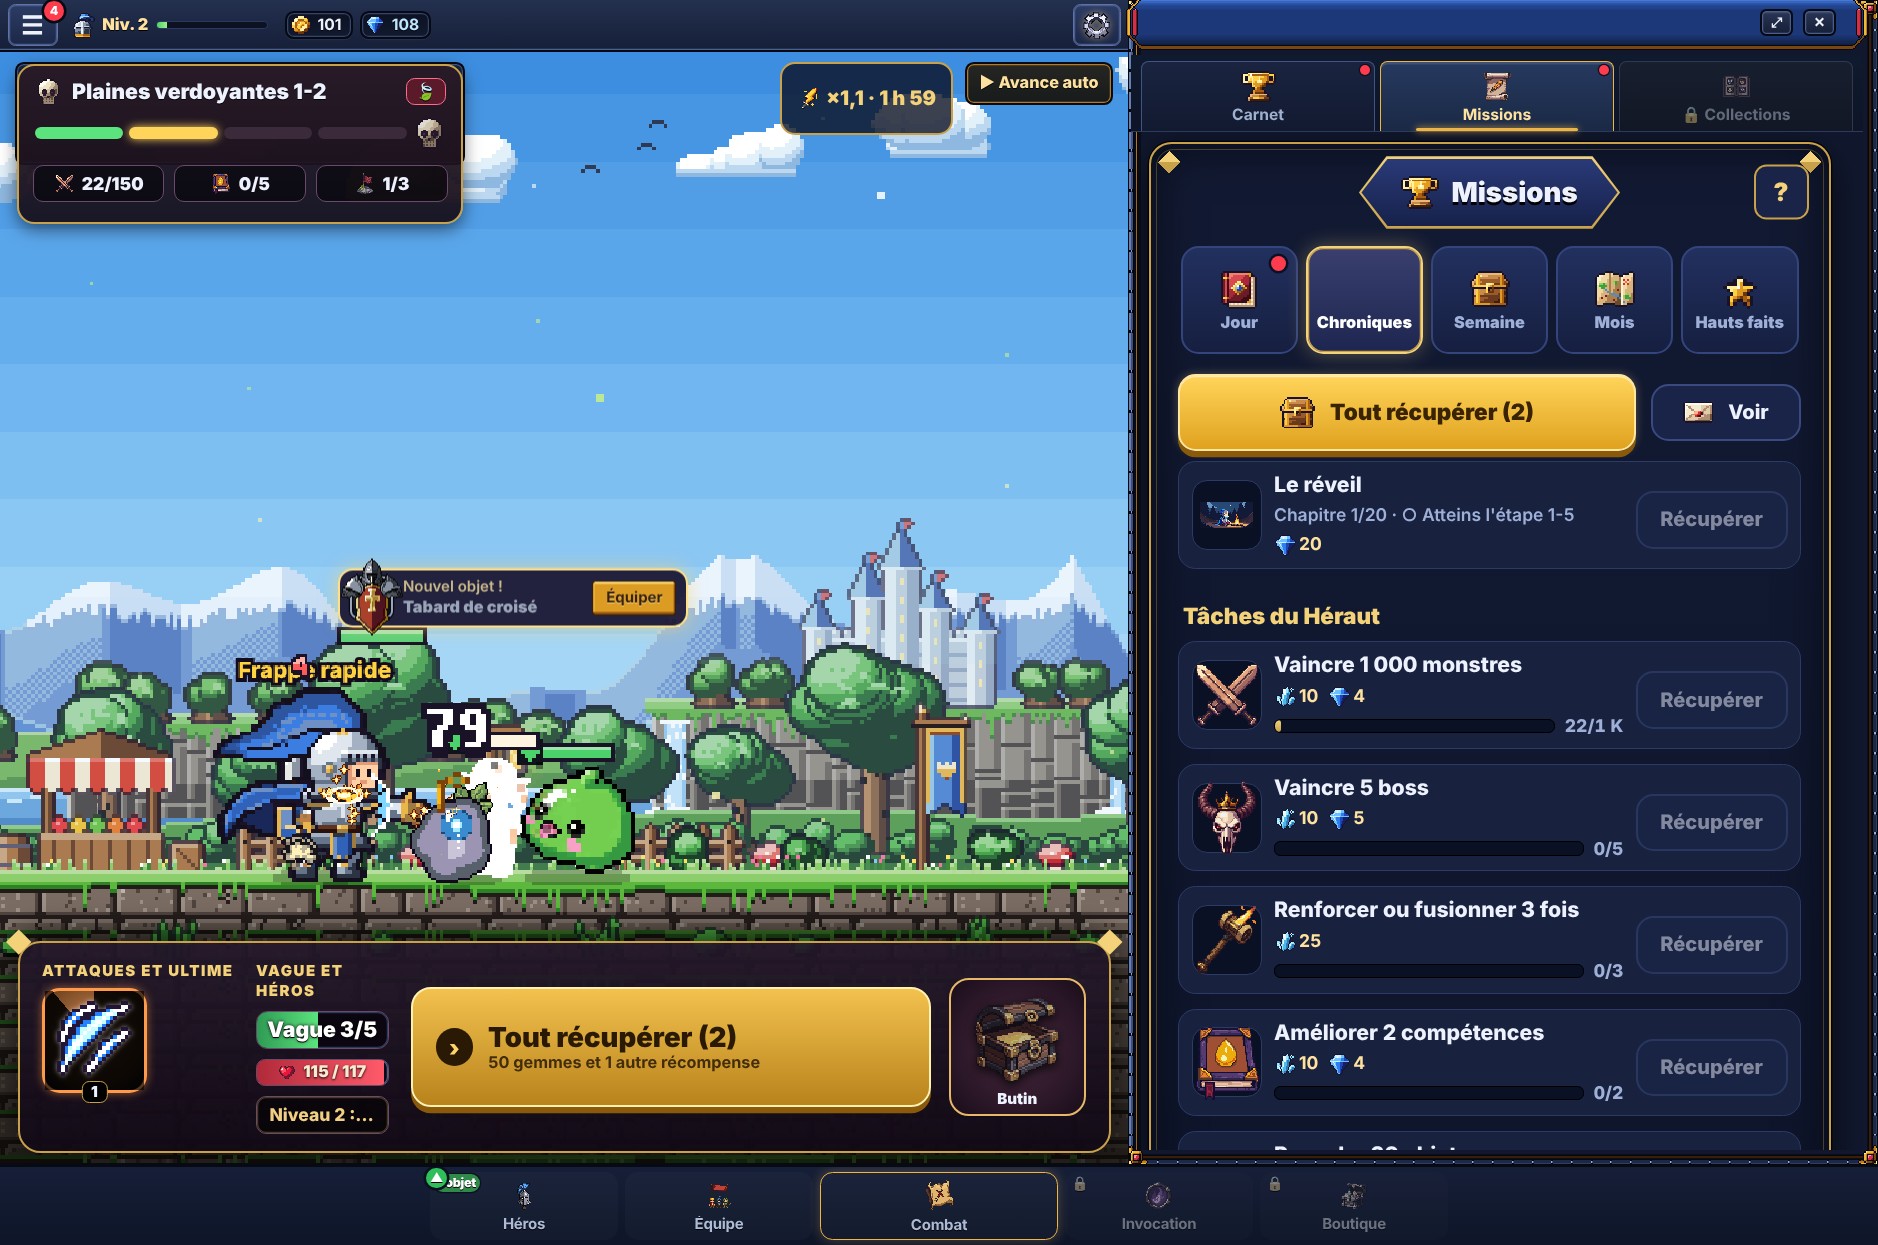 4
Niv. 2
101
108
Plaines verdoyantes 1-2
22/150
0/5
1/3
×1,1 · 1 h 59
Avance auto
Nouvel objet !
Tabard de croisé
Équiper
Frappe rapide
79
ATTAQUES ET ULTIME
1
VAGUE ET
HÉROS
Vague 3/5
115 / 117
Niveau 2 :...
Tout récupérer (2)
50 gemmes et 1 autre récompense
Butin
objet
Héros
Équipe
Combat
Invocation
Boutique
Carnet
Missions
Collections
Missions
?
Jour
Chroniques
Semaine
Mois
Hauts faits
Tout récupérer (2)
Voir
Le réveil
Chapitre 1/20 · O Atteins l'étape 1-5
20
Récupérer
Tâches du Héraut
Vaincre 1 000 monstres
10 4
22/1 K
Récupérer
Vaincre 5 boss
10 5
0/5
Récupérer
Renforcer ou fusionner 3 fois
25
0/3
Récupérer
Améliorer 2 compétences
10 4
0/2
Récupérer